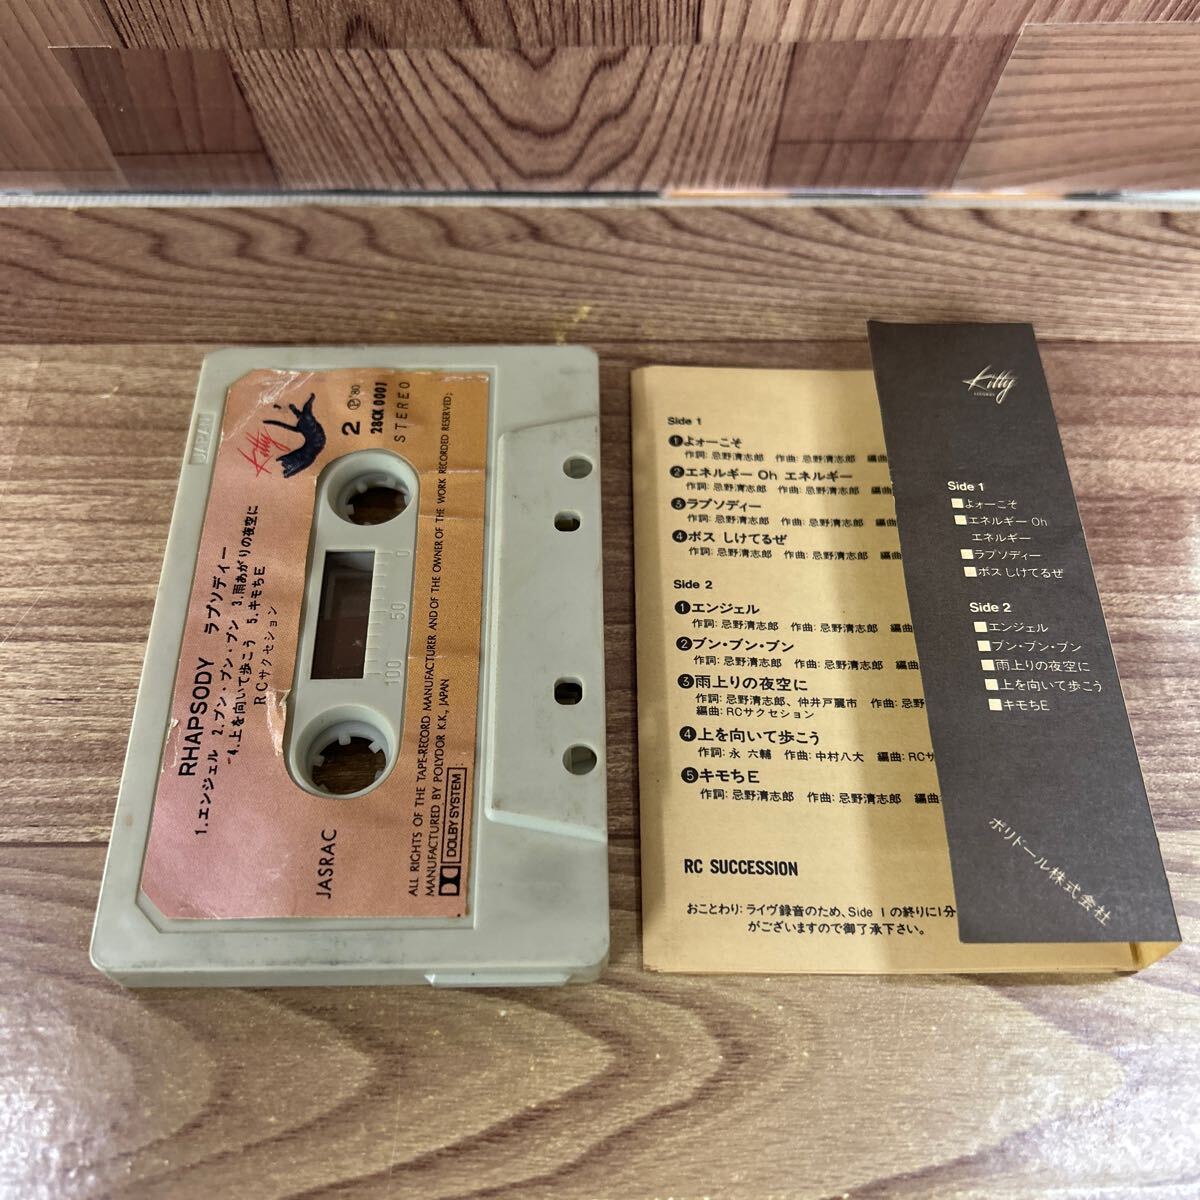 JAPAN
Kitty
2 Ⓟ'80
28CK 0001
STEREO
RHAPSODY ラプソディー
1.エンジェル 2.ブン・ブン・ブン 3.雨あがりの夜空に
4.上を向いて歩こう 5.キモちE
RCサクセション
0
50
100
JASRAC
ALL RIGHTS OF THE TAPE-RECORD MANUFACTURER AND OF THE OWNER OF THE WORK RECORDED RESERVED;
MANUFACTURED BY POLYDOR K.K., JAPAN
DOLBY SYSTEM
Side 1
❶よォーこそ
作詞:忌野清志郎 作曲:忌野清志郎 編曲
❷エネルギー Oh エネルギー
作詞:忌野清志郎 作曲:忌野清志郎 編曲
❸ラプソディー
作詞:忌野清志郎 作曲:忌野清志郎 編曲
❹ボス しけてるぜ
作詞:忌野清志郎 作曲:忌野清志郎 編曲
Side 2
❶エンジェル
作詞:忌野清志郎 作曲:忌野清志郎 編曲
❷ブン・ブン・ブン
作詞:忌野清志郎 作曲:忌野清志郎 編曲
❸雨上りの夜空に
作詞:忌野清志郎、仲井戸麗市 作曲:忌野
編曲:RCサクセション
❹上を向いて歩こう
作詞:永 六輔 作曲:中村八大 編曲:RCサ
❺キモちE
作詞:忌野清志郎 作曲:忌野清志郎 編曲:
RC SUCCESSION
おことわり:ライヴ録音のため、Side 1 の終りに1分
がございますので御了承下さい。
Kitty
RECORDS
Side 1
■よォーこそ
■エネルギー Oh
エネルギー
■ラプソディー
■ボス しけてるぜ
Side 2
■エンジェル
■ブン・ブン・ブン
■雨上りの夜空に
■上を向いて歩こう
■キモちE
ポリドール株式会社